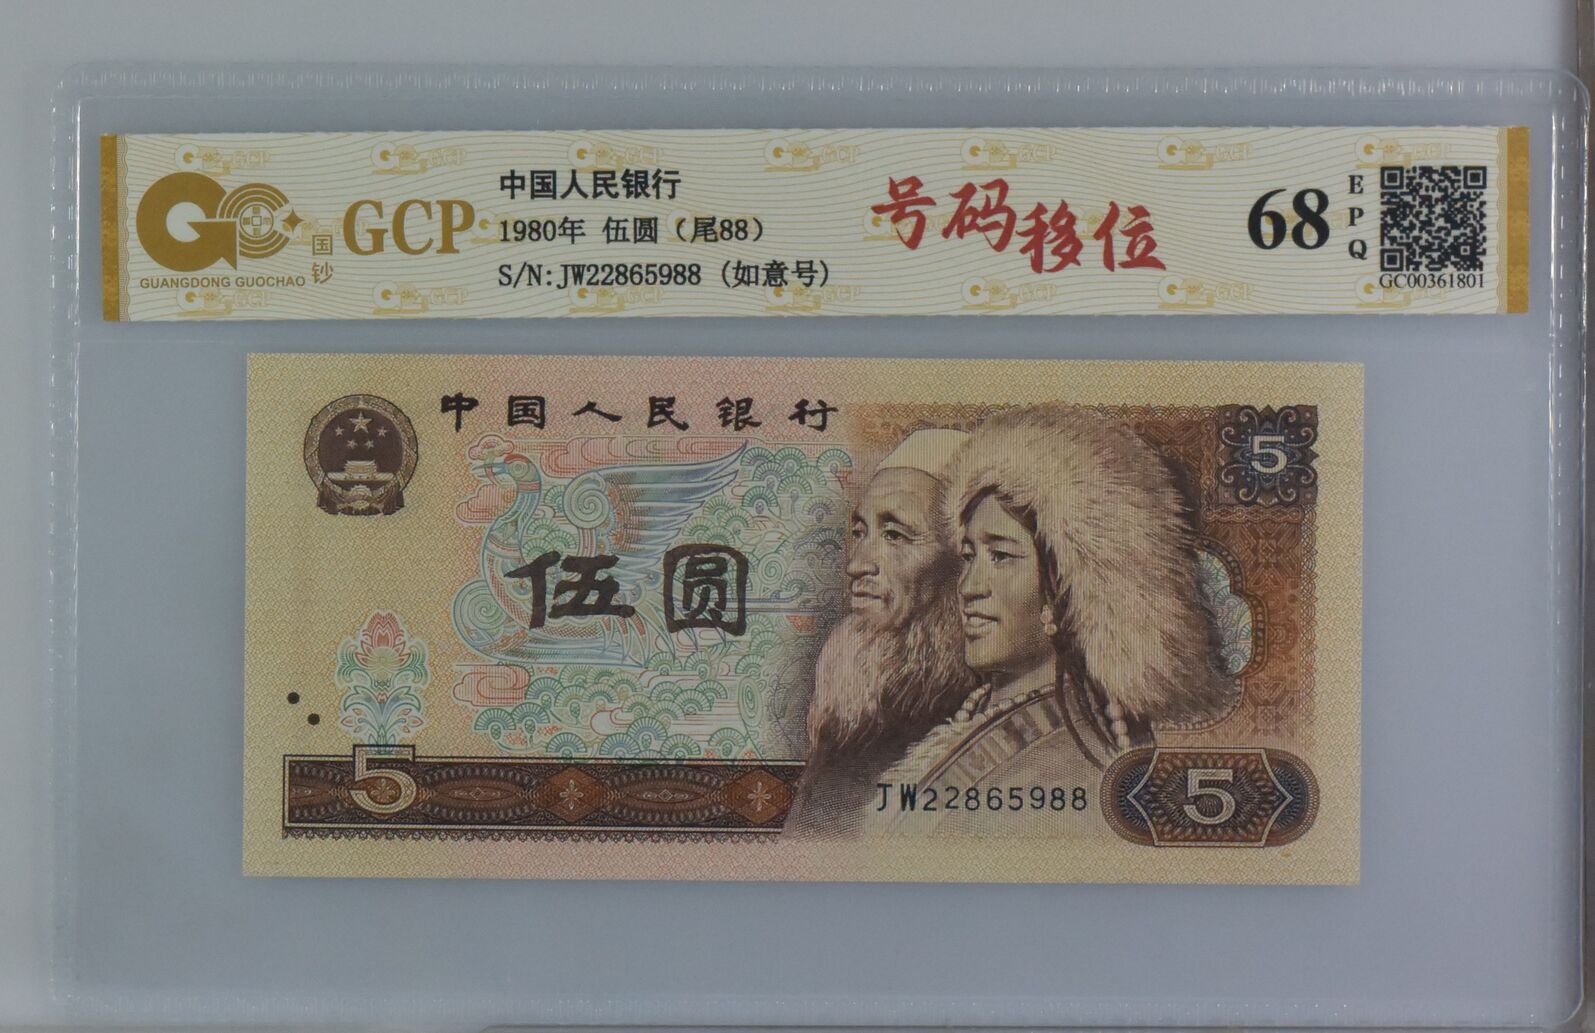 GCP
国钞
GUANGDONG GUOCHAO
中国人民银行
1980年 伍圆（尾88）
S/N:JW22865988 (如意号)
号码移位
68
EPQ
GC00361801
中国人民银行
5
伍圆
5
JW22865988
5